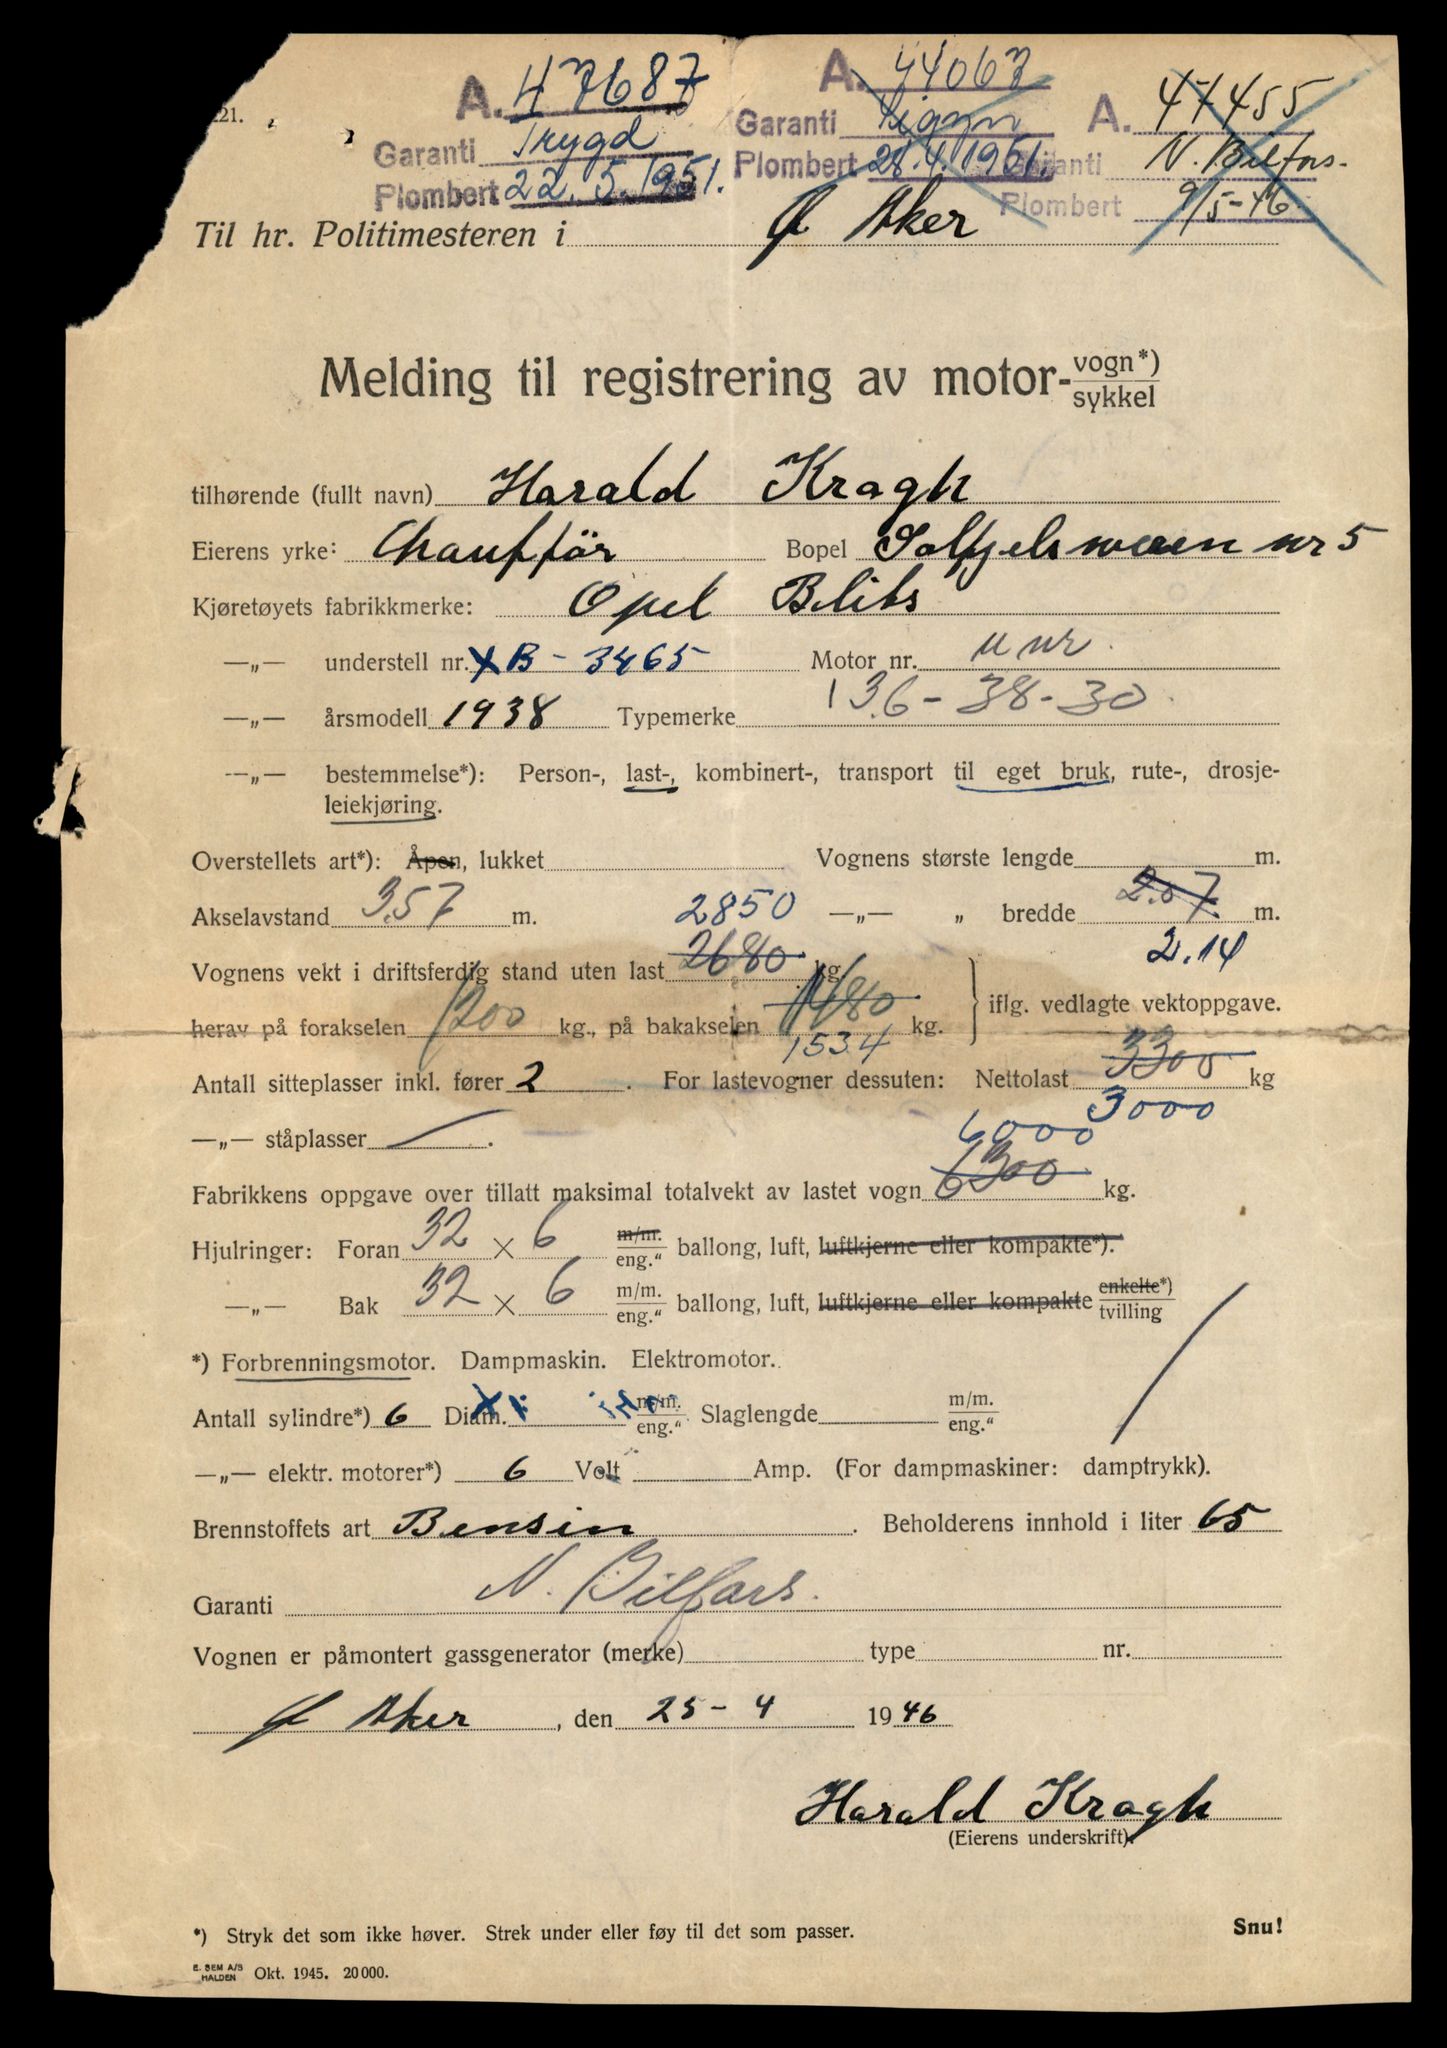 21.
A. 47687
Garanti Trygd
Plombert 22. 5. 1951.
A. 44067
Garanti
Plombert 28.4.1951.
A. 47455
Garanti N. Bilfors.
Plombert 9/5-46
Til hr. Politimesteren i Ø Aker
Melding til registrering av motor- vogn*) sykkel
tilhørende (fullt navn) Harald Kragh
Eierens yrke: Chaufför Bopel Solfjelsveien nr 5
Kjøretøyets fabrikkmerke: Opel Blits
—„— understell nr. XB - 3465 Motor nr. u nr.
—„— årsmodell 1938 Typemerke 136-38-30.
—„— bestemmelse*): Person-, last-, kombinert-, transport til eget bruk, rute-, drosje-
leiekjøring.
Overstellets art*): Åpen, lukket Vognens største lengde m.
Akselavstand 3.57 m. 2850 —„— „ bredde 2.07 m.
2.14
Vognens vekt i driftsferdig stand uten last 2680 kg
herav på forakselen 1200 kg., på bakakselen 1480 kg. iflg. vedlagte vektoppgave.
1534
Antall sitteplasser inkl. fører 2 . For lastevogner dessuten: Nettolast 3300 kg
3000
—„— ståplasser .
6000
Fabrikkens oppgave over tillatt maksimal totalvekt av lastet vogn 6300 kg.
Hjulringer: Foran 32 × 6 m/m. eng.“ ballong, luft, luftkjerne eller kompakte*).
—„— Bak 32 × 6 m/m. eng.“ ballong, luft, luftkjerne eller kompakte enkelte*) tvilling
*) Forbrenningsmotor. Dampmaskin. Elektromotor.
Antall sylindre*) 6 Diam. m/m. eng.“ Slaglengde m/m. eng.“
—„— elektr. motorer*) 6 Volt Amp. (For dampmaskiner: damptrykk).
Brennstoffets art Bensin . Beholderens innhold i liter 65
Garanti N. Bilfors.
Vognen er påmontert gassgenerator (merke) type nr.
Ø Aker , den 25 - 4 1946
Harald Kragh
(Eierens underskrift).
*) Stryk det som ikke høver. Strek under eller føy til det som passer. Snu!
E. SEM A/S HALDEN Okt. 1945. 20 000.